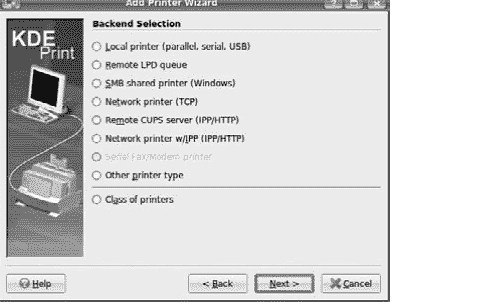 Add Printer Wizard
KDE
Print
Backend Selection
Local printer (parallel, serial, USB)
Remote LPD queue
SMB shared printer (Windows)
Network printer (TCP)
Remote CUPS server (IPP/HTTP)
Network printer w/IPP (IPP/HTTP)
Serial Fax/Modem printer
Other printer type
Class of printers
Help
< Back
Next >
Cancel